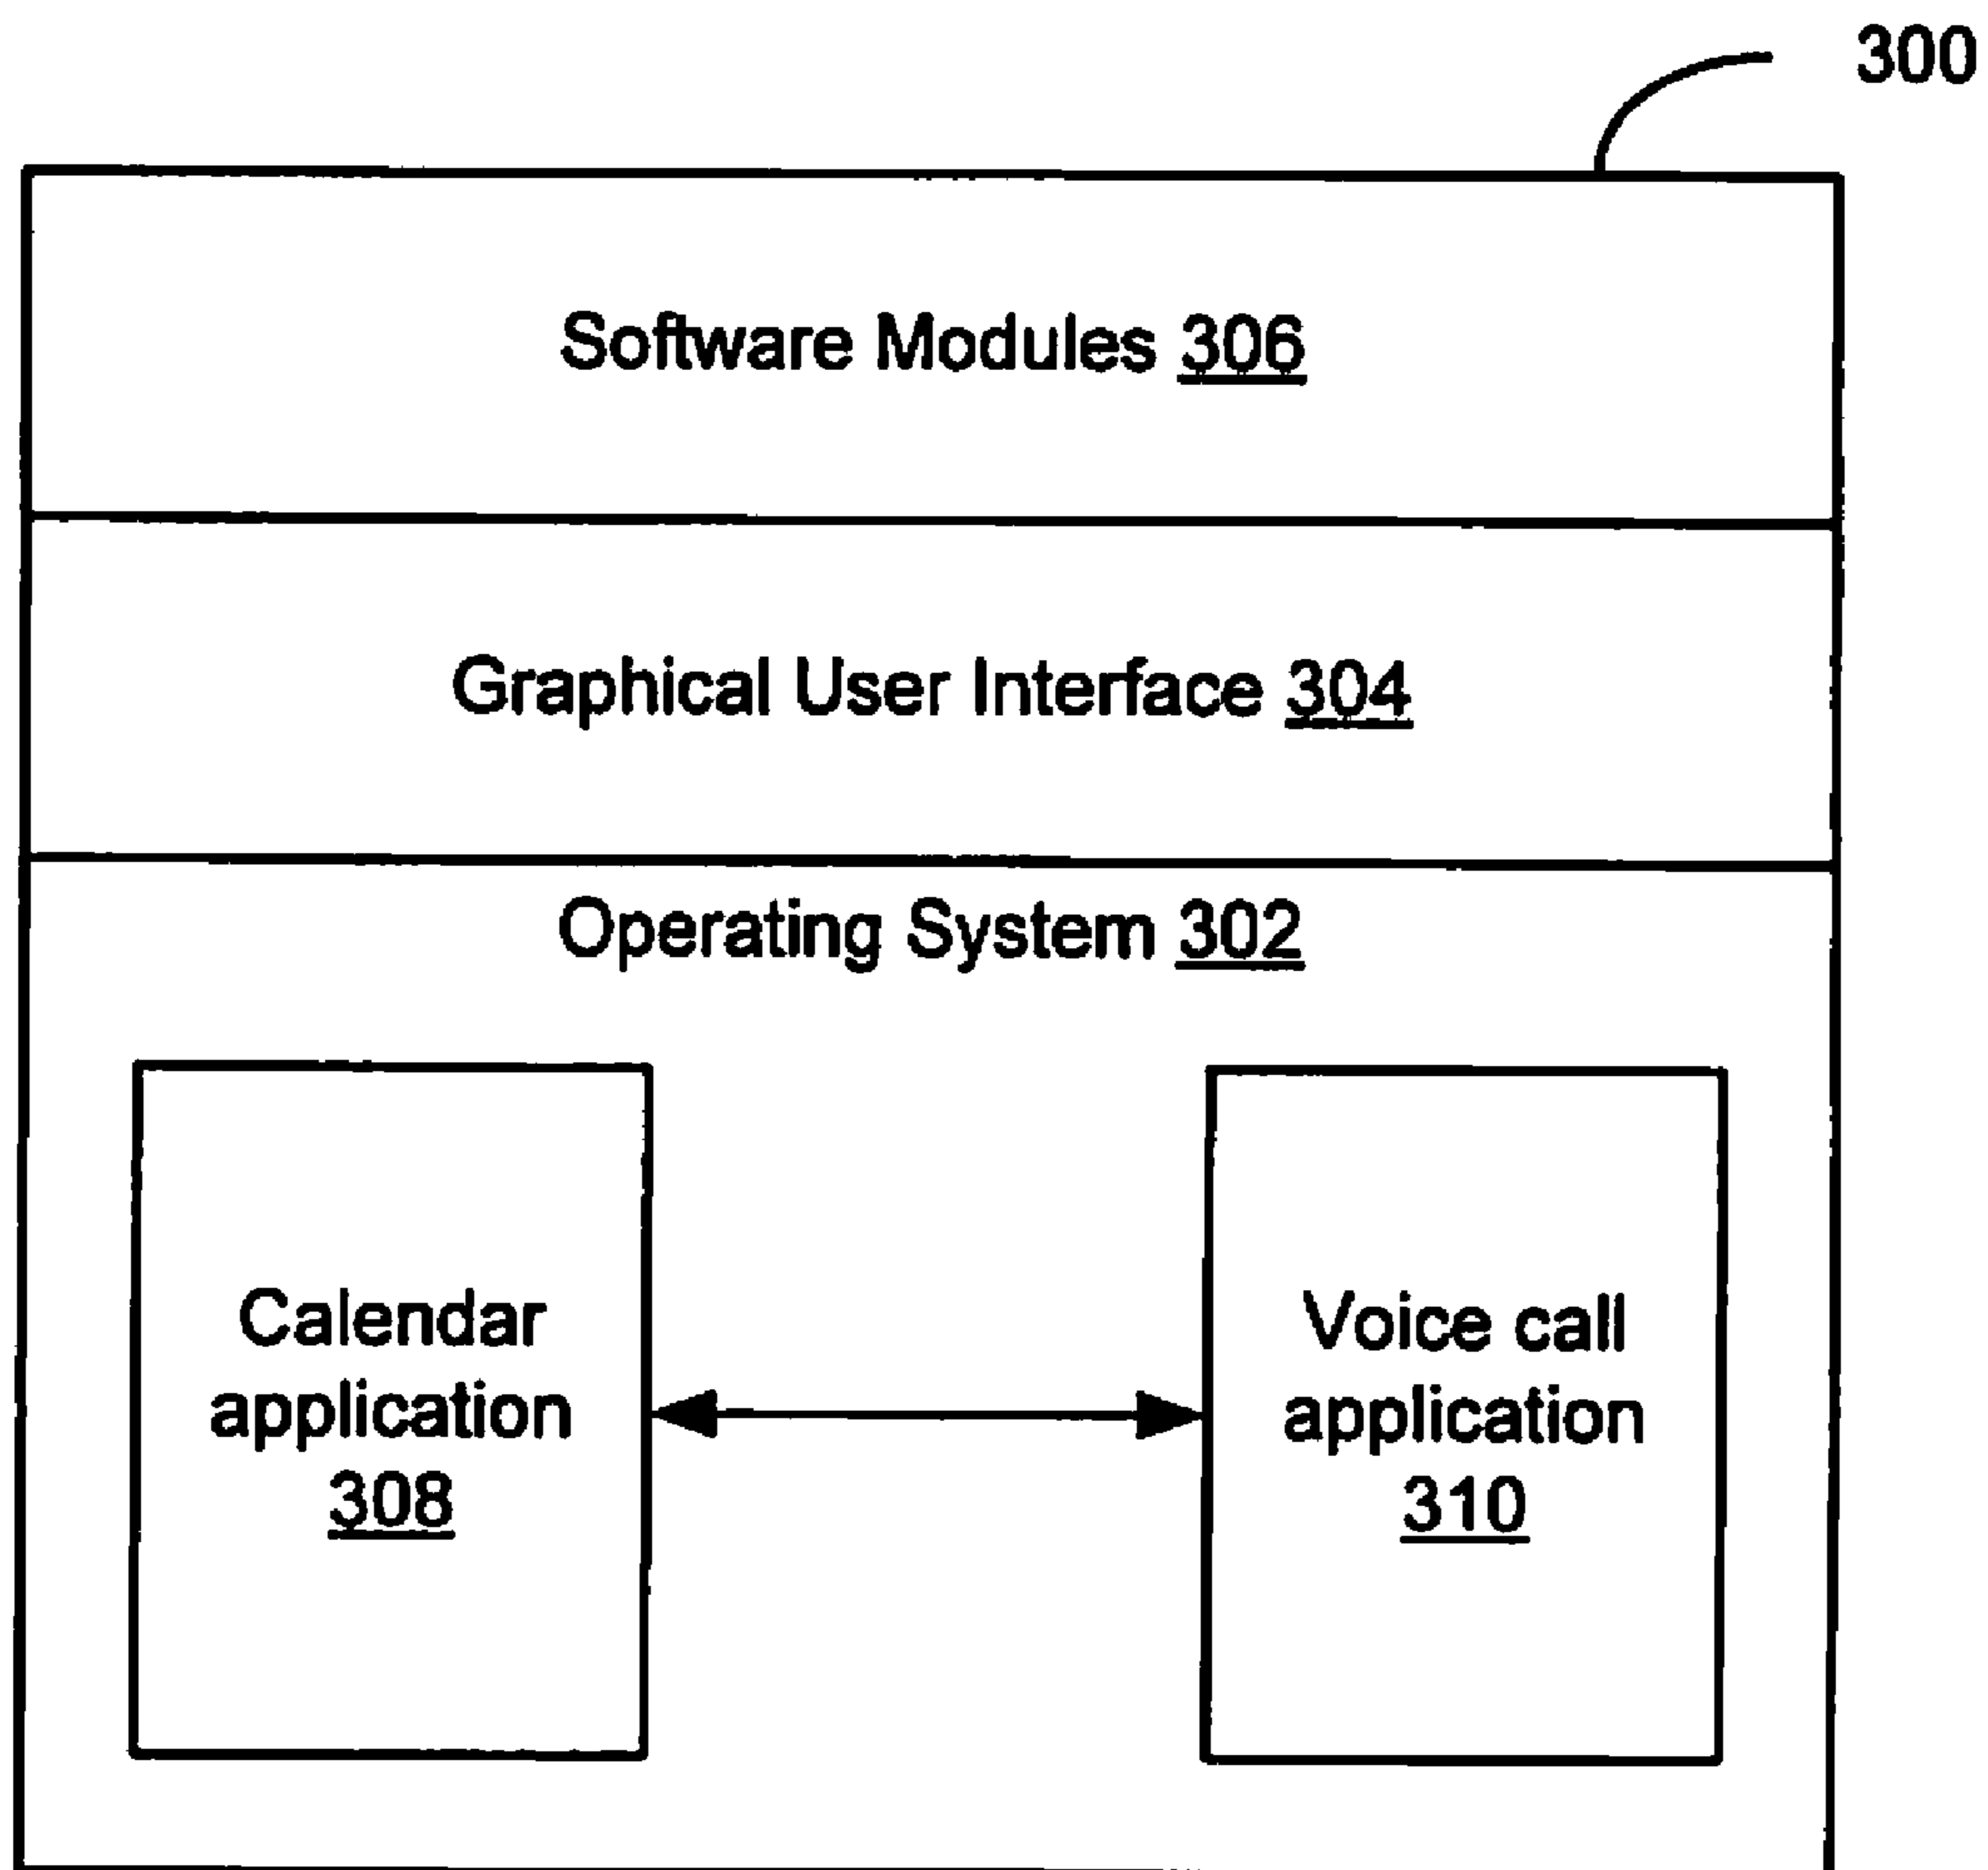 300
Software Modules 306
Graphical User Interface 304
Operating System 302
Calendar
application
308
Voice call
application
310